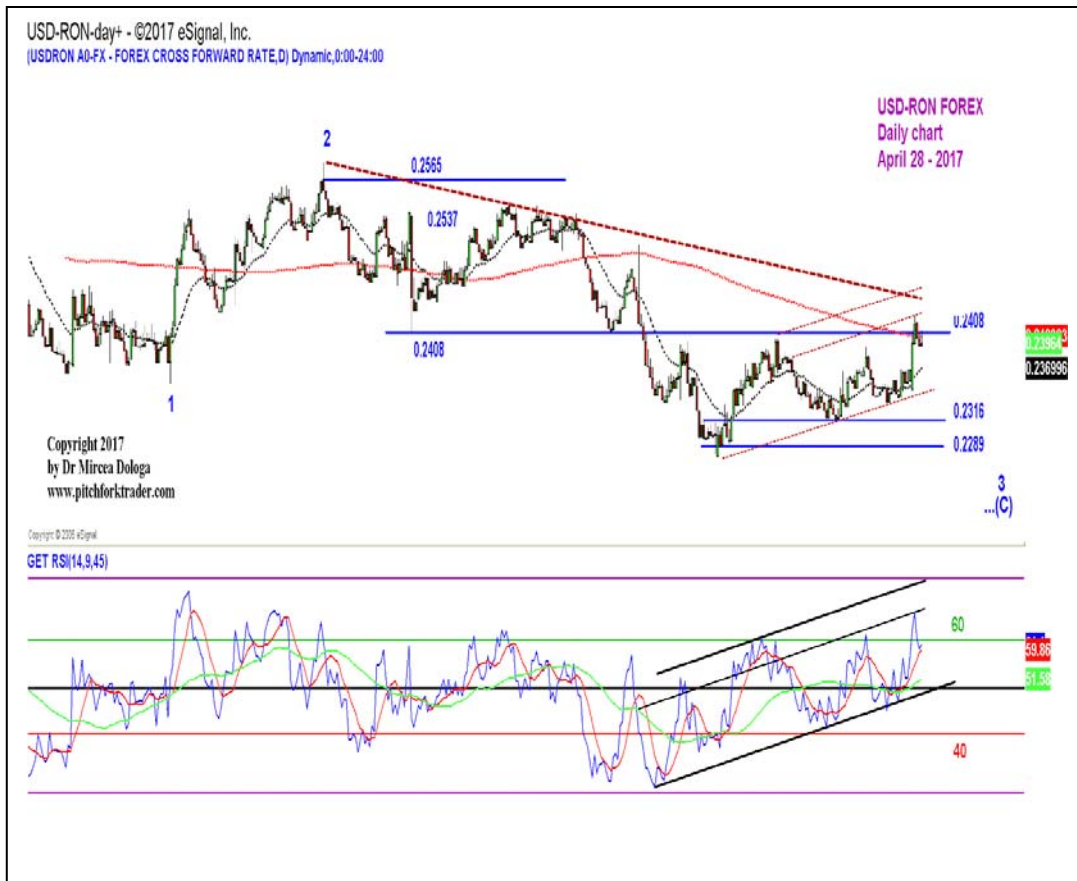 USD-RON-day+ - ©2017 eSignal, Inc.
(USDRON A0-FX - FOREX CROSS FORWARD RATE,D) Dynamic,0:00-24:00
USD-RON FOREX
Daily chart
April 28 - 2017
2
0.2565
0.2537
0.2408
0.2408
0.23964
0.236996
1
0.2316
0.2289
Copyright 2017
by Dr Mircea Dologa
www.pitchforktrader.com
3
...(C)
Copyright © 2006 eSignal
GET RSI(14,9,45)
60
59.86
51.58
40